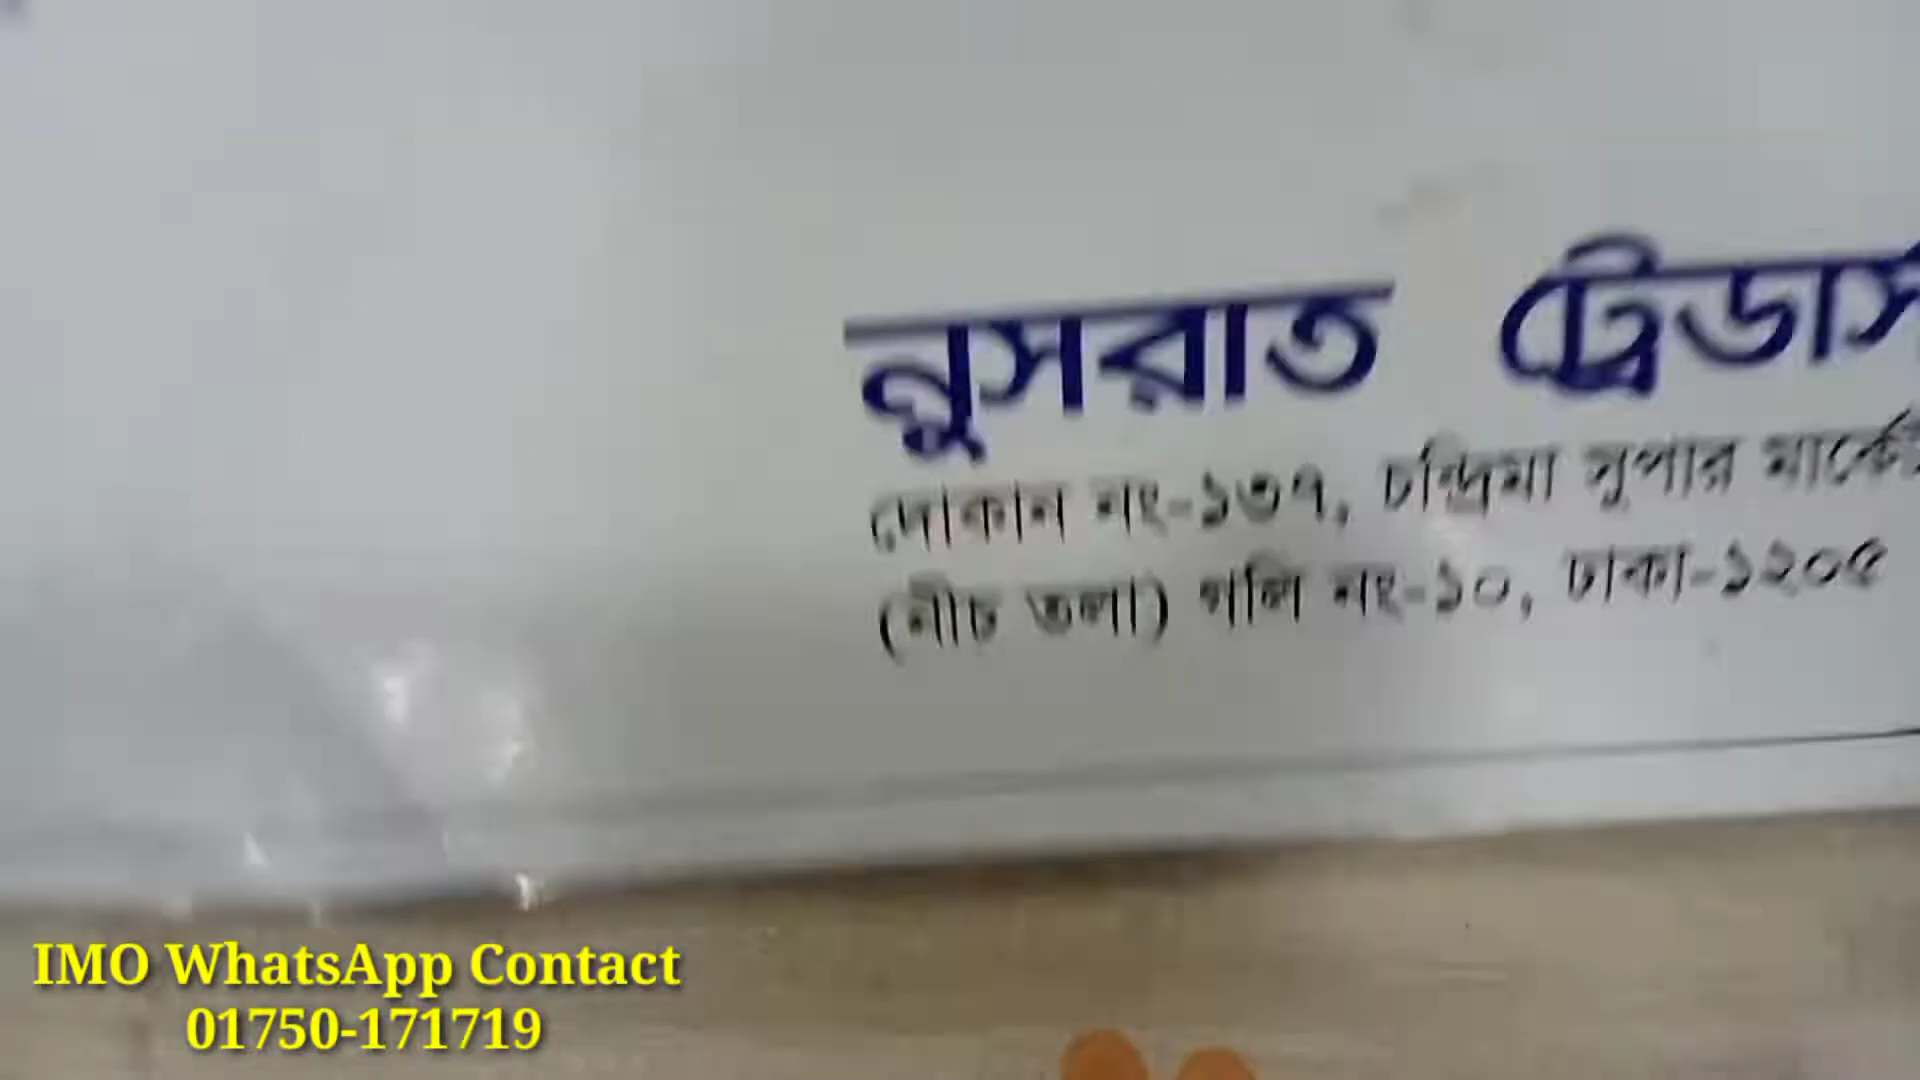 নুসরাত ট্রেডার্স
দোকান নং-১৩৭, চন্দ্রিমা সুপার মার্কেট
(নীচ তলা) গলি নং-১০, ঢাকা-১২০৫
IMO WhatsApp Contact
01750-171719